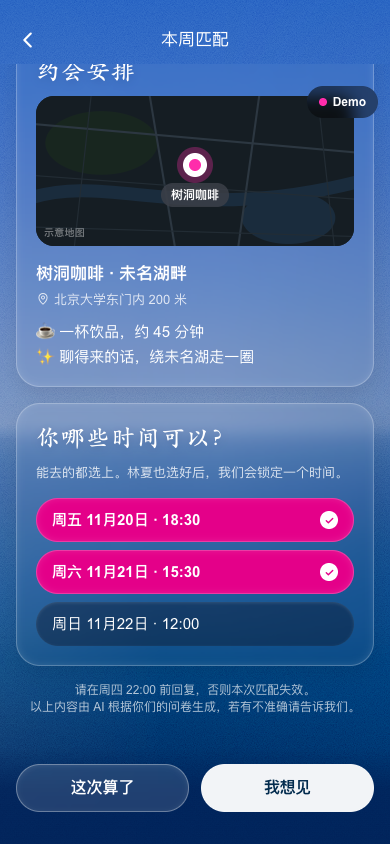 本周匹配
约会安排
Demo
树洞咖啡
示意地图
树洞咖啡 · 未名湖畔
北京大学东门内 200 米
☕ 一杯饮品，约 45 分钟
✨ 聊得来的话，绕未名湖走一圈
你哪些时间可以?
能去的都选上。林夏也选好后，我们会锁定一个时间。
周五 11月20日 · 18:30
周六 11月21日 · 15:30
周日 11月22日 · 12:00
请在周四 22:00 前回复，否则本次匹配失效。
以上内容由 AI 根据你们的问卷生成，若有不准确请告诉我们。
这次算了
我想见